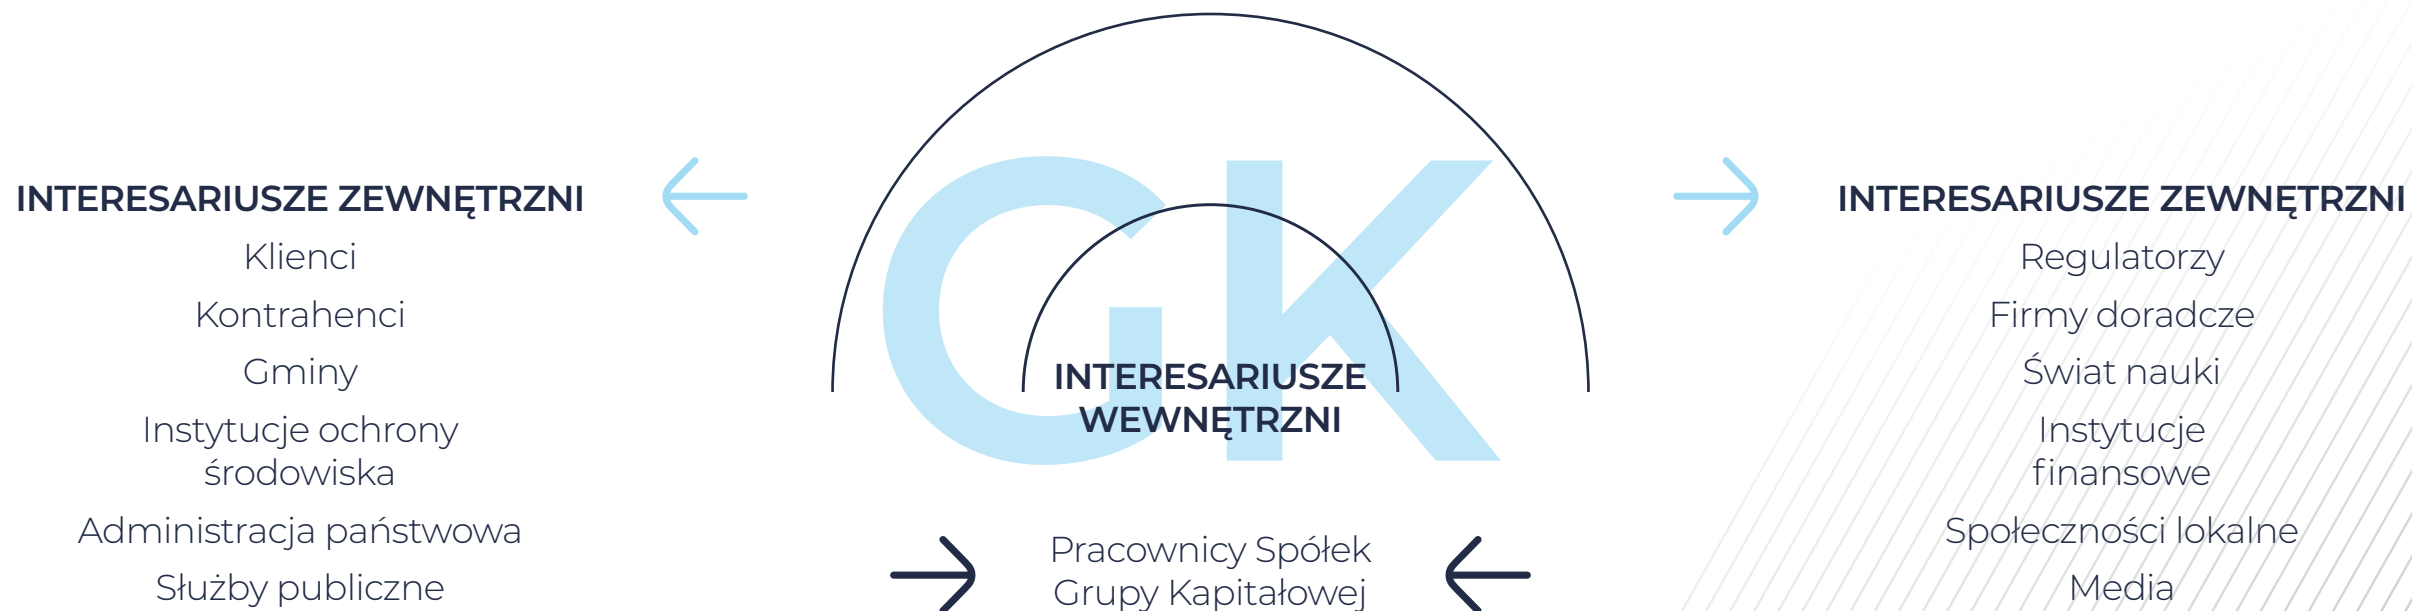 INTERESARIUSZE ZEWNĘTRZNI
Klienci
Kontrahenci
Gminy
Instytucje ochrony
środowiska
Administracja państwowa
Służby publiczne
GK
INTERESARIUSZE
WEWNĘTRZNI
Pracownicy Spółek
Grupy Kapitałowej
INTERESARIUSZE ZEWNĘTRZNI
Regulatorzy
Firmy doradcze
Świat nauki
Instytucje
finansowe
Społeczności lokalne
Media